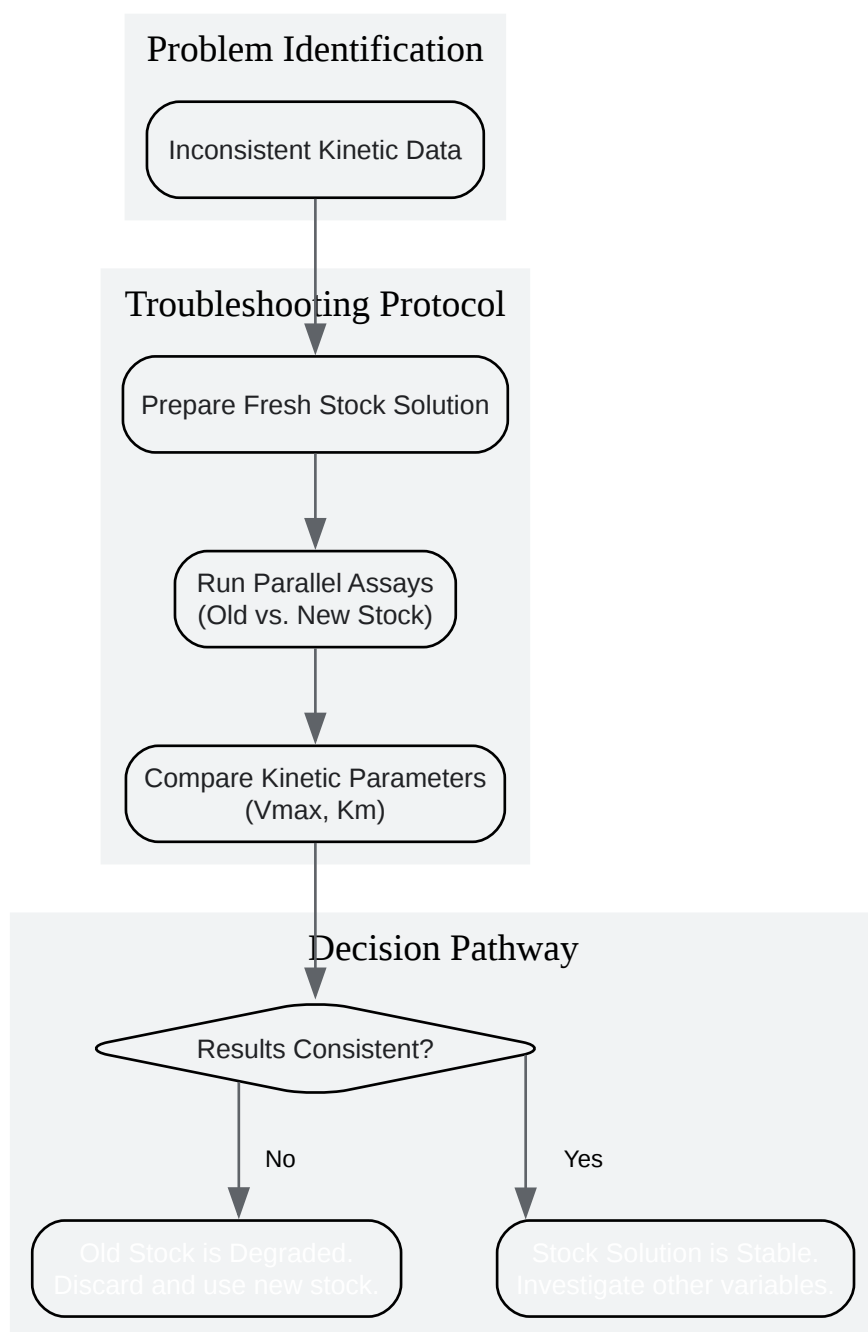 Problem Identification
Inconsistent Kinetic Data
Troubleshooting Protocol
Prepare Fresh Stock Solution
Run Parallel Assays
(Old vs. New Stock)
Compare Kinetic Parameters
(Vmax, Km)
Decision Pathway
Results Consistent?
No
Yes
Old Stock is Degraded.
Discard and use new stock.
Stock Solution is Stable.
Investigate other variables.